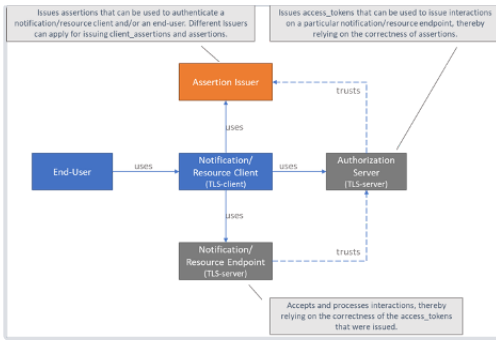 Issues assertions that can be used to authenticate a
notification/resource client and/or an end-user. Different Issuers
can apply for issuing client_assertions and assertions.
Issues access_tokens that can be used to issue interactions
on a particular notification/resource endpoint, thereby
relying on the correctness of assertions.
Assertion Issuer
trusts
uses
End-User
uses
Notification/
Resource Client
(TLS-client)
uses
Authorization
Server
(TLS-server)
uses
Notification/
Resource Endpoint
(TLS-server)
trusts
Accepts and processes interactions, thereby
relying on the correctness of the access_tokens
that were issued.